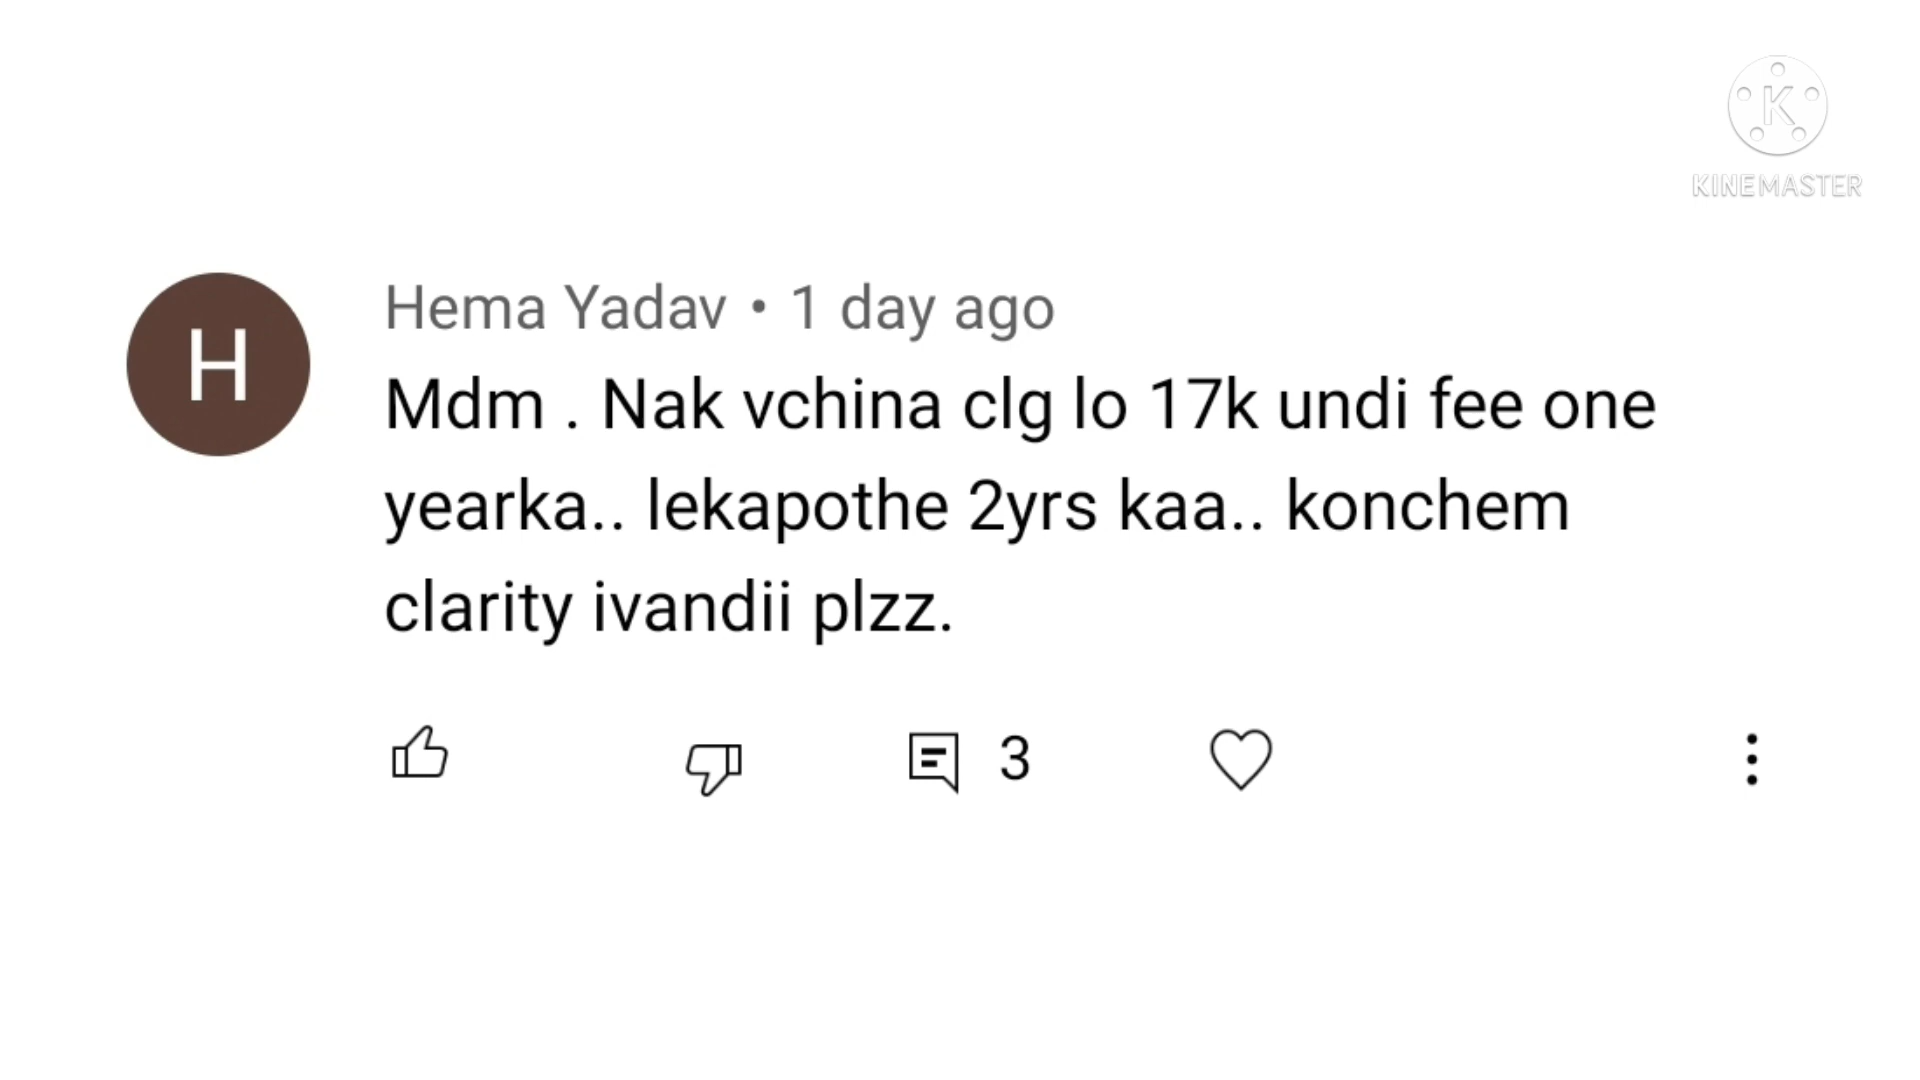 K
KINEMASTER
H
Hema Yadav • 1 day ago
Mdm . Nak vchina clg lo 17k undi fee one
yearka.. lekapothe 2yrs kaa.. konchem
clarity ivandii plzz.
3